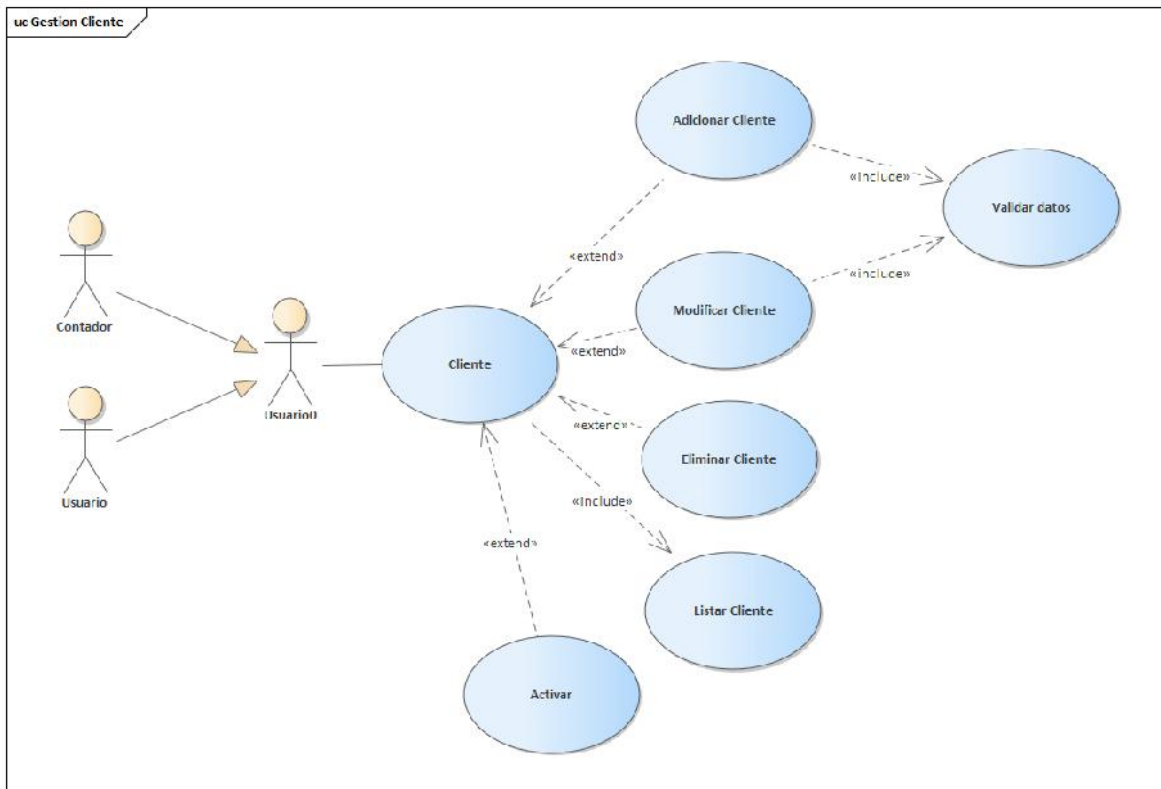 uc Gestion Cliente
Adicionar Cliente
«include»
Validar datos
«extend»
Modificar Cliente
«include»
Contador
Cliente
«extend»
Usuario0
Usuario
«extend»
Eliminar Cliente
«include»
«extend»
Listar Cliente
Activar